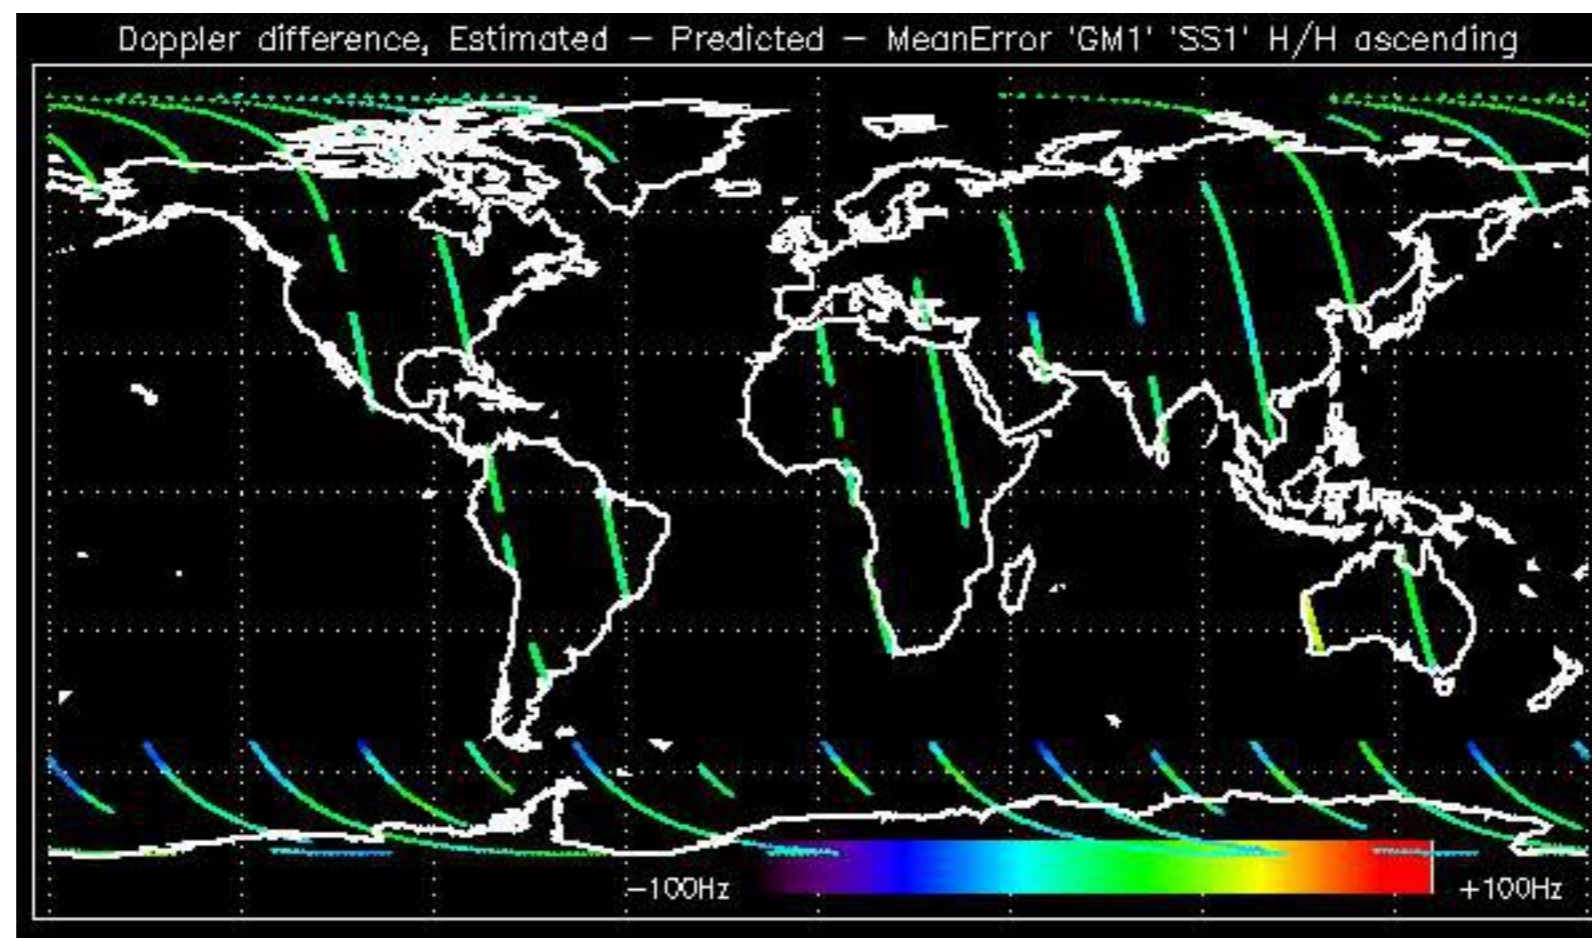 Doppler difference, Estimated — Predicted — MeanError 'GM1' 'SS1' H/H ascending
−100Hz +100Hz